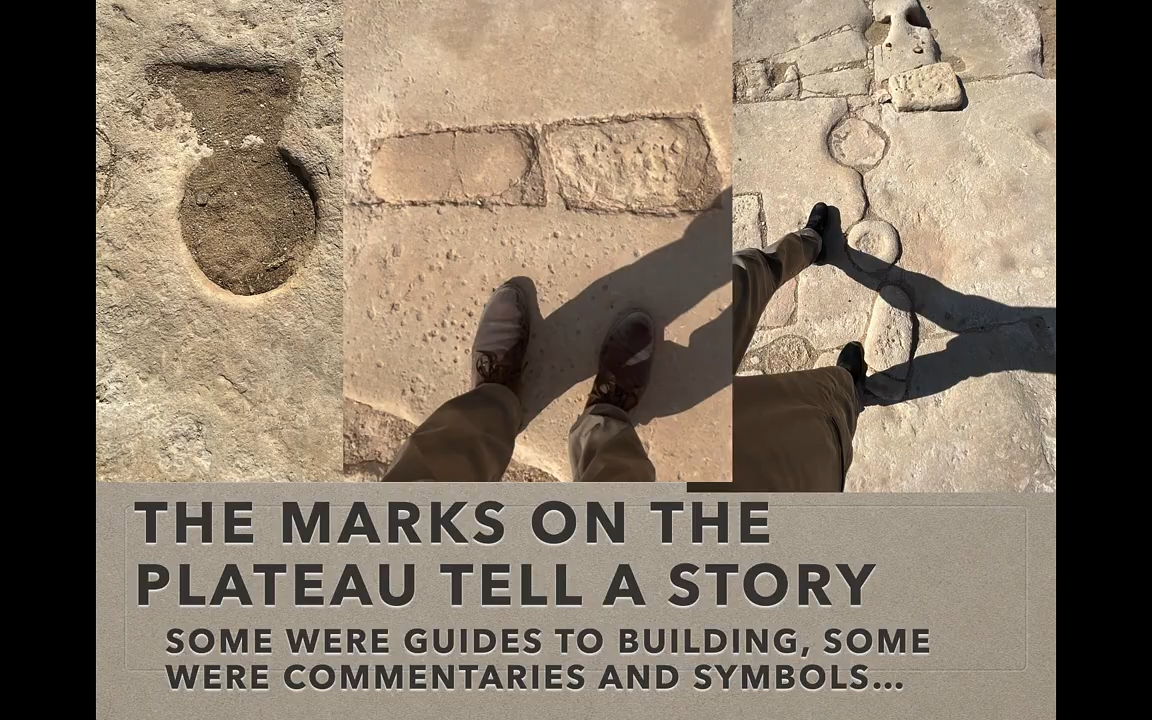 THE MARKS ON THE
PLATEAU TELL A STORY
SOME WERE GUIDES TO BUILDING, SOME
WERE COMMENTARIES AND SYMBOLS...